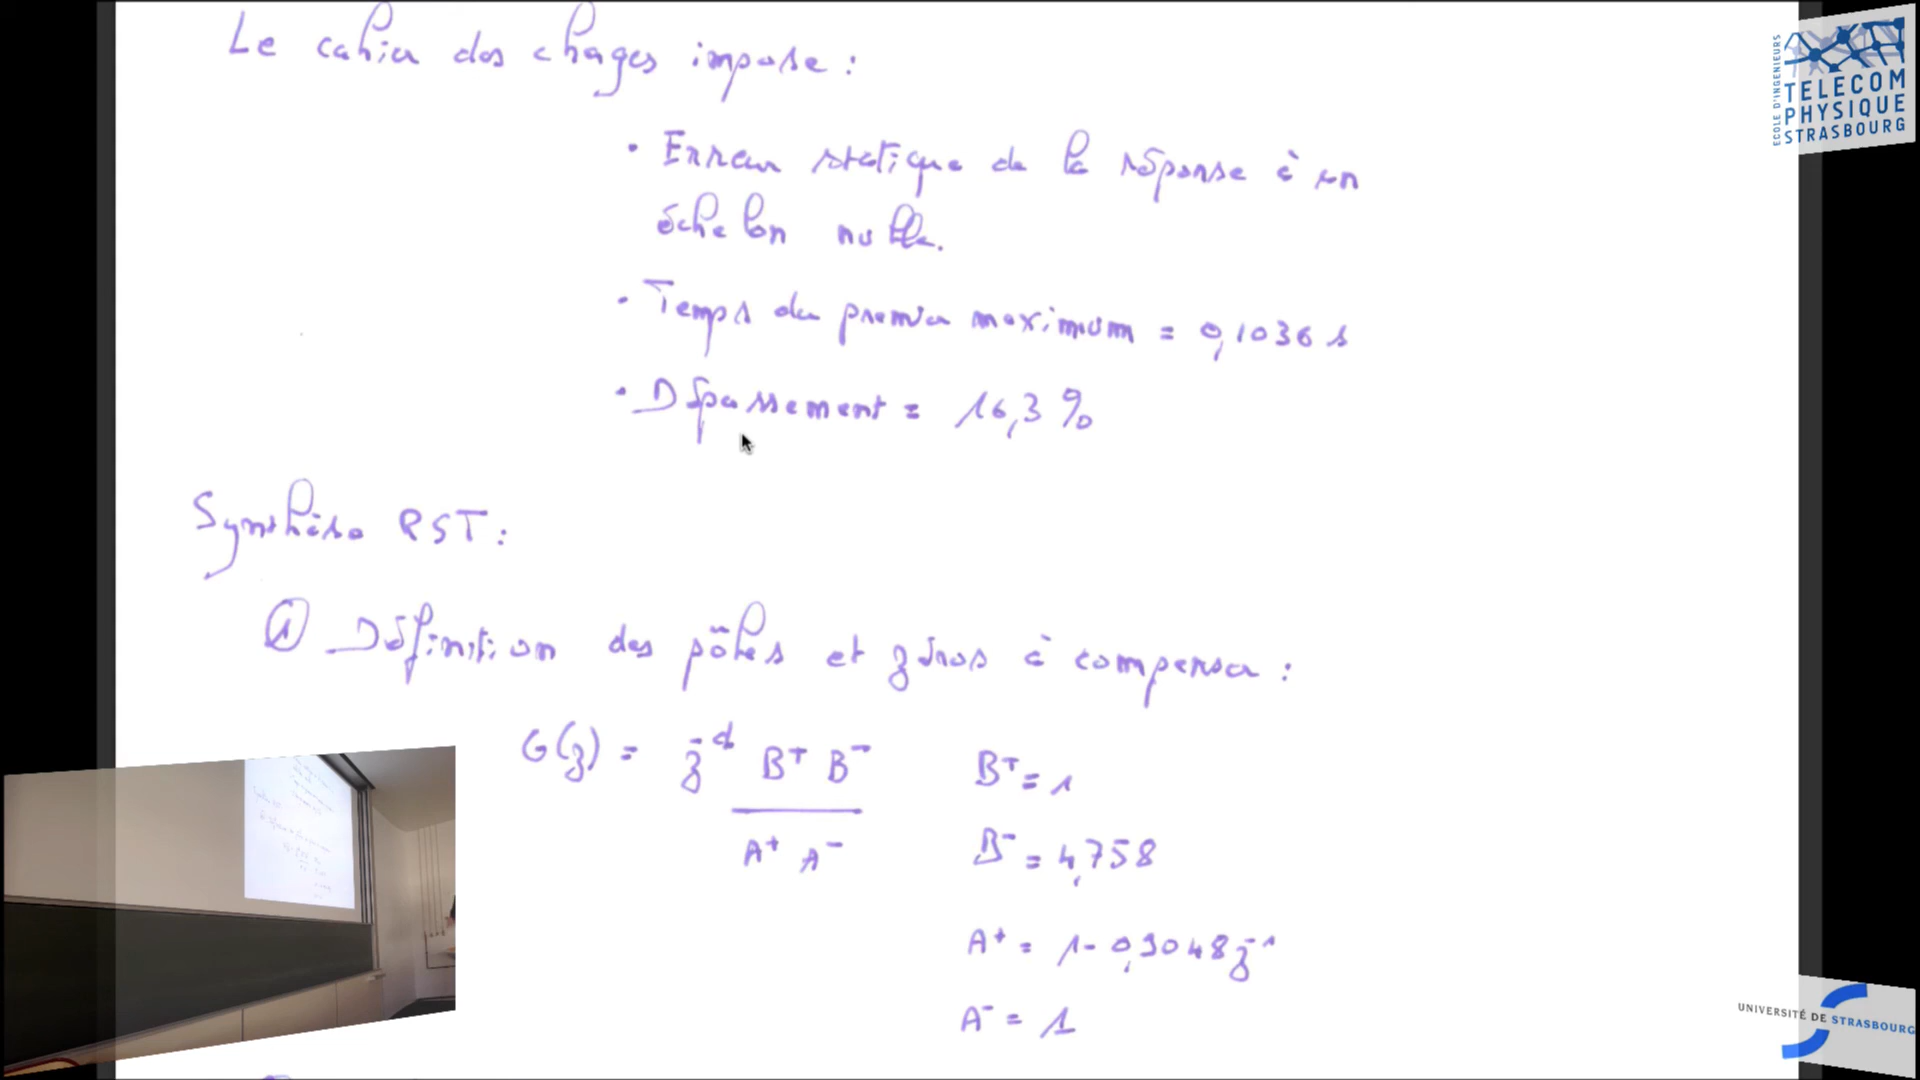 Le cahier des chages impose :
• Erreur statique de la réponse à un
échelon nulle.
• Temps du premier maximum = 0,1036 s
• Dépassement = 16,3 %
Synthèse RST :
① Définition des pôles et zéros à compenser :
G(z) = z^-d B⁺ B⁻ / A⁺ A⁻
B⁺ = 1
B⁻ = 4,758
A⁺ = 1 - 0,9048 z⁻¹
A⁻ = 1
ECOLE D'INGENIEURS
TELECOM
PHYSIQUE
STRASBOURG
UNIVERSITÉ DE STRASBOURG